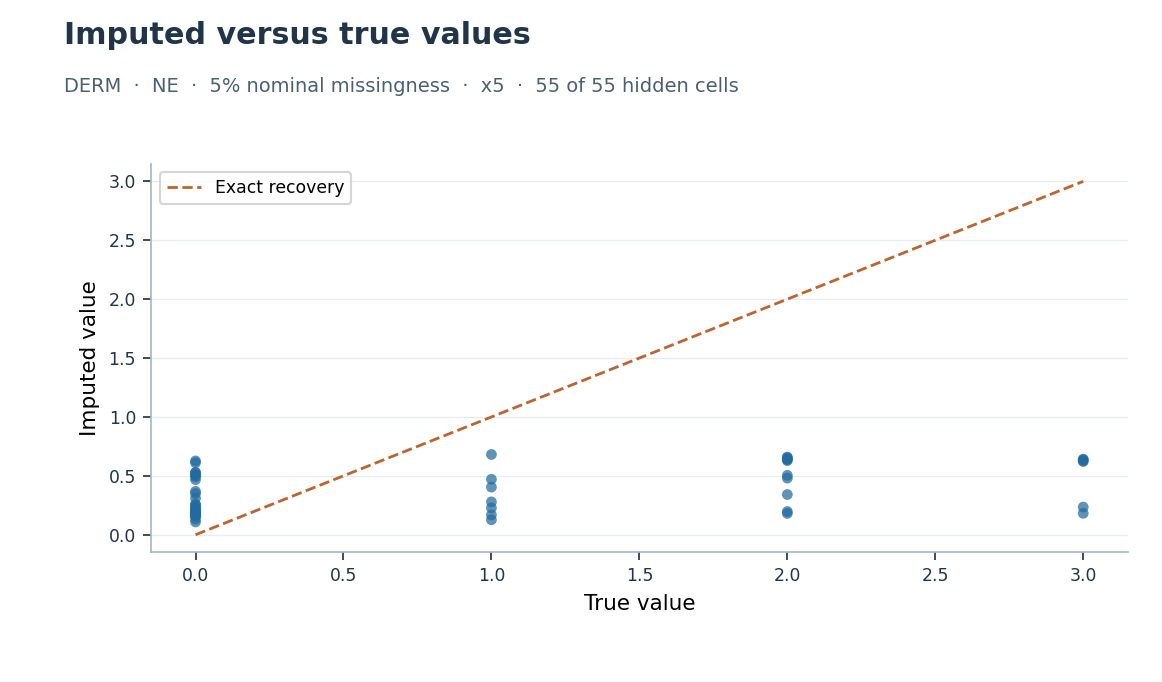 Imputed versus true values
DERM · NE · 5% nominal missingness · x5 · 55 of 55 hidden cells
Exact recovery
3.0
2.5
2.0
1.5
1.0
0.5
0.0
Imputed value
0.0 0.5 1.0 1.5 2.0 2.5 3.0
True value